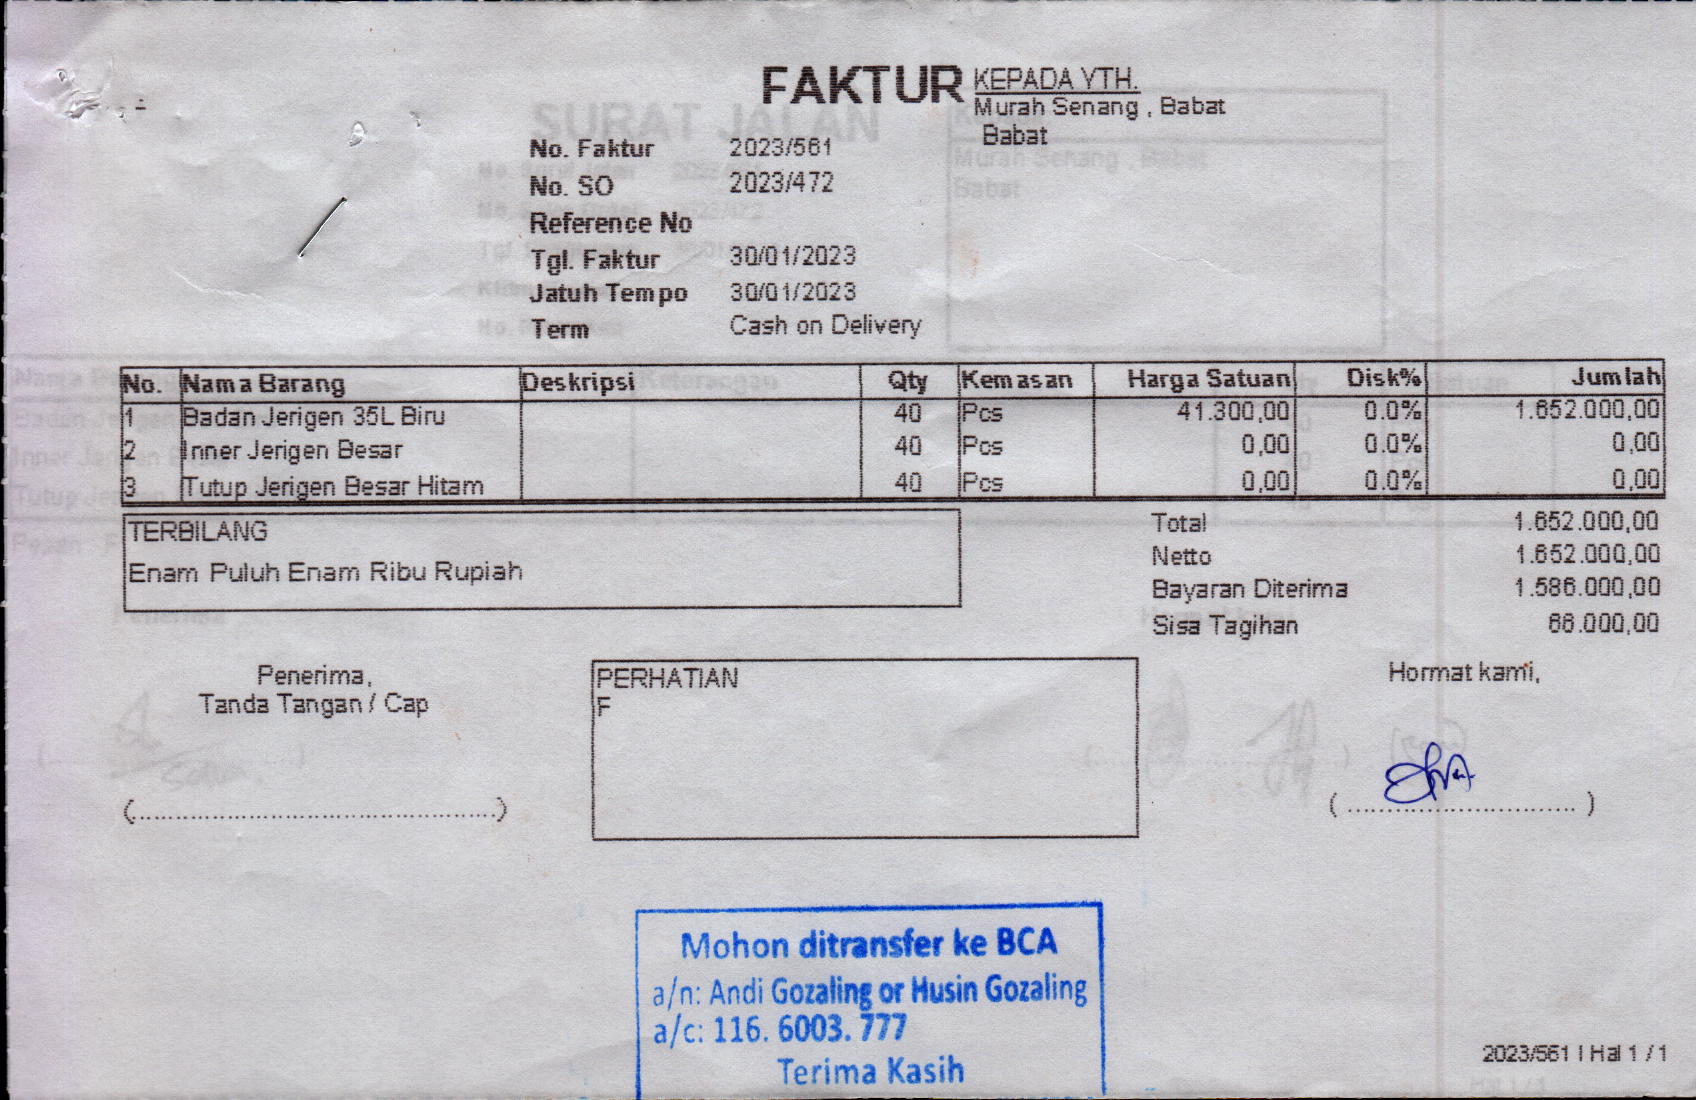 FAKTUR
KEPADA YTH.
Murah Senang , Babat
Babat
No. Faktur 2023/561
No. SO 2023/472
Reference No
Tgl. Faktur 30/01/2023
Jatuh Tempo 30/01/2023
Term Cash on Delivery
SURAT JALAN
Murah Senang , Babat
Babat
No. Nama Barang Deskripsi Qty Kemasan Harga Satuan Disk% Jumlah
1 Badan Jerigen 35L Biru 40 Pcs 41.300,00 0.0% 1.652.000,00
2 Inner Jerigen Besar 40 Pcs 0,00 0.0% 0,00
3 Tutup Jerigen Besar Hitam 40 Pcs 0,00 0.0% 0,00
TERBILANG
Enam Puluh Enam Ribu Rupiah
Total 1.652.000,00
Netto 1.652.000,00
Bayaran Diterima 1.586.000,00
Sisa Tagihan 66.000,00
Penerima,
Tanda Tangan / Cap
(..............................................)
PERHATIAN
F
Hormat kami,
( ............................. )
Mohon ditransfer ke BCA
a/n: Andi Gozaling or Husin Gozaling
a/c: 116. 6003. 777
Terima Kasih
2023/561 | Hal 1 / 1